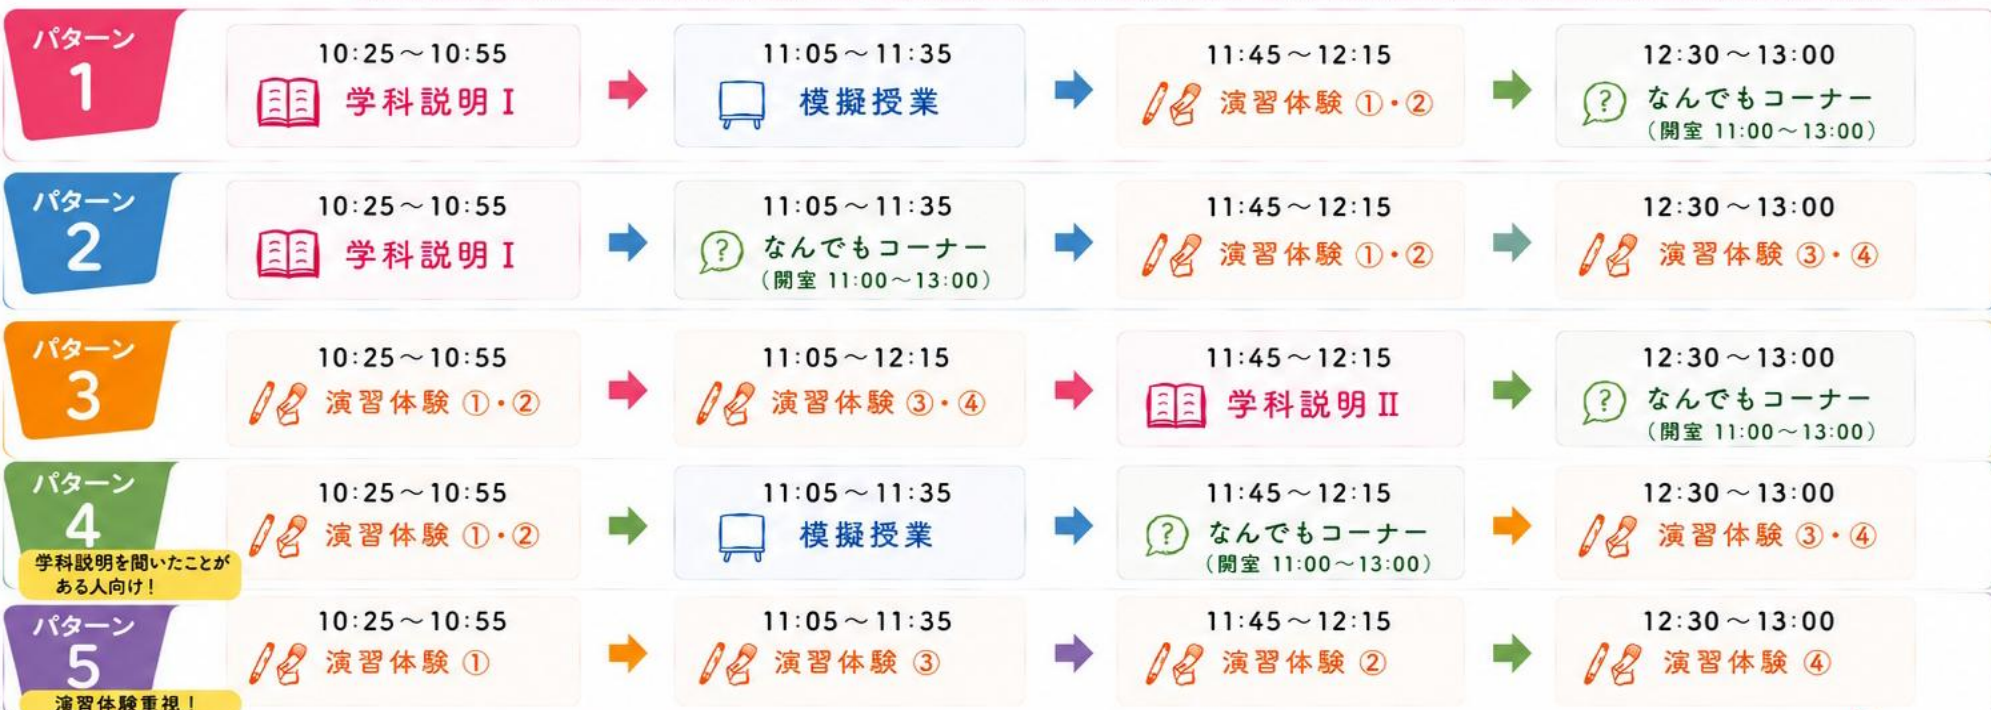 パターン
1
10:25～10:55
学科説明 Ⅰ
11:05～11:35
模擬授業
11:45～12:15
演習体験 ①・②
12:30～13:00
なんでもコーナー
（開室 11:00～13:00）
パターン
2
10:25～10:55
学科説明 Ⅰ
11:05～11:35
なんでもコーナー
（開室 11:00～13:00）
11:45～12:15
演習体験 ①・②
12:30～13:00
演習体験 ③・④
パターン
3
10:25～10:55
演習体験 ①・②
11:05～12:15
演習体験 ③・④
11:45～12:15
学科説明 Ⅱ
12:30～13:00
なんでもコーナー
（開室 11:00～13:00）
パターン
4
学科説明を聞いたことが
ある人向け！
10:25～10:55
演習体験 ①・②
11:05～11:35
模擬授業
11:45～12:15
なんでもコーナー
（開室 11:00～13:00）
12:30～13:00
演習体験 ③・④
パターン
5
演習体験重視！
10:25～10:55
演習体験 ①
11:05～11:35
演習体験 ③
11:45～12:15
演習体験 ②
12:30～13:00
演習体験 ④